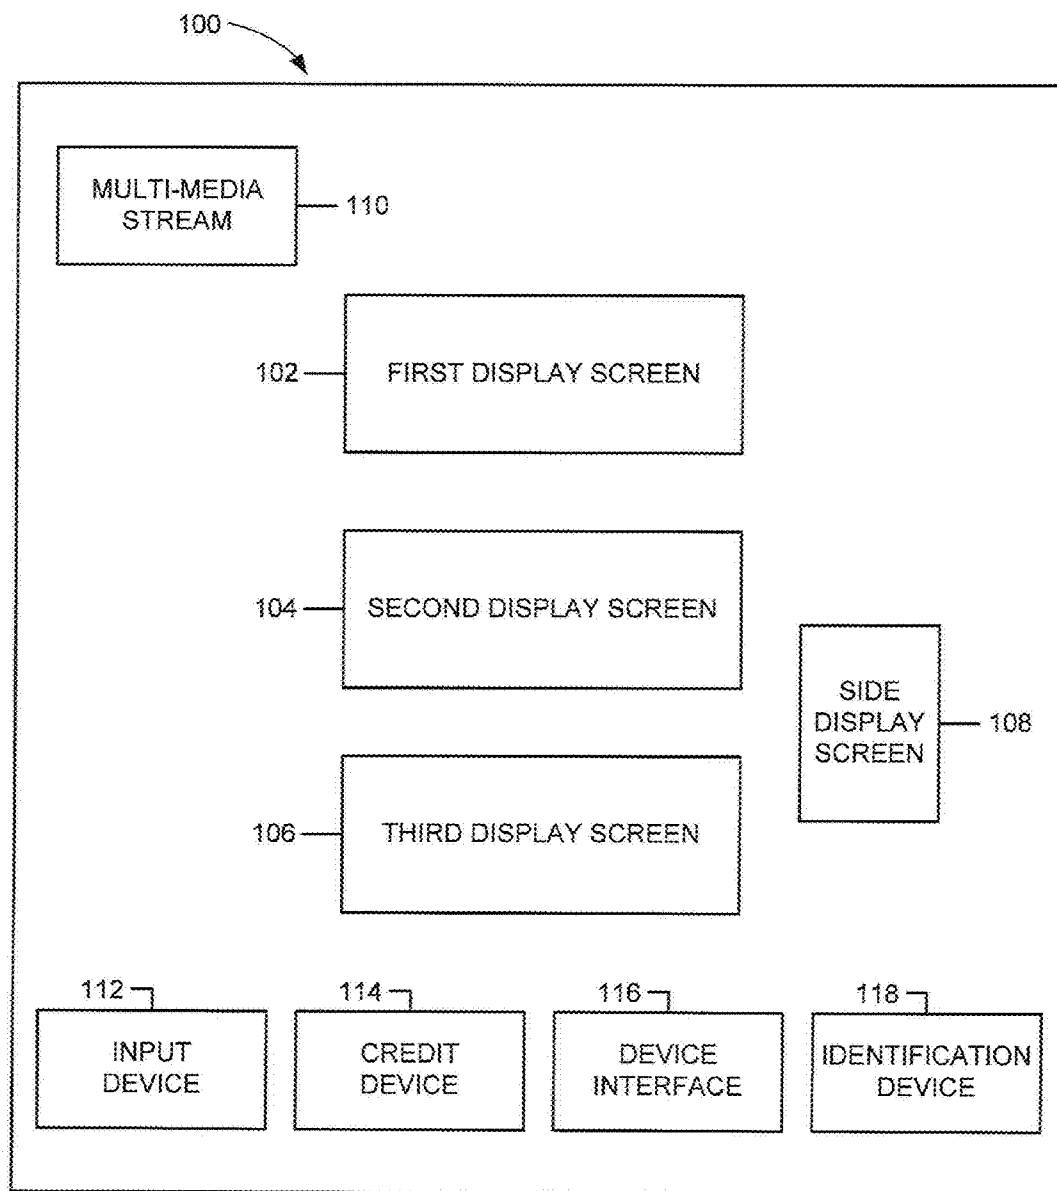 100
MULTI-MEDIA
STREAM
110
102
FIRST DISPLAY SCREEN
104
SECOND DISPLAY SCREEN
SIDE
DISPLAY
SCREEN
108
106
THIRD DISPLAY SCREEN
112
INPUT
DEVICE
114
CREDIT
DEVICE
116
DEVICE
INTERFACE
118
IDENTIFICATION
DEVICE